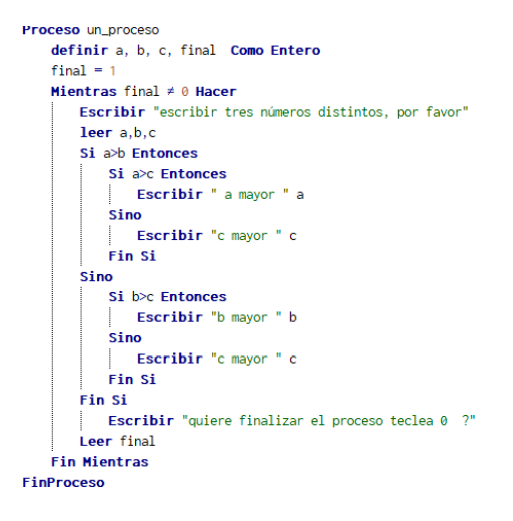 Proceso un_proceso
definir a, b, c, final Como Entero
final = 1
Mientras final ≠ 0 Hacer
Escribir "escribir tres números distintos, por favor"
leer a,b,c
Si a>b Entonces
Si a>c Entonces
Escribir " a mayor " a
Sino
Escribir "c mayor " c
Fin Si
Sino
Si b>c Entonces
Escribir "b mayor " b
Sino
Escribir "c mayor " c
Fin Si
Fin Si
Escribir "quiere finalizar el proceso teclea 0 ?"
Leer final
Fin Mientras
FinProceso